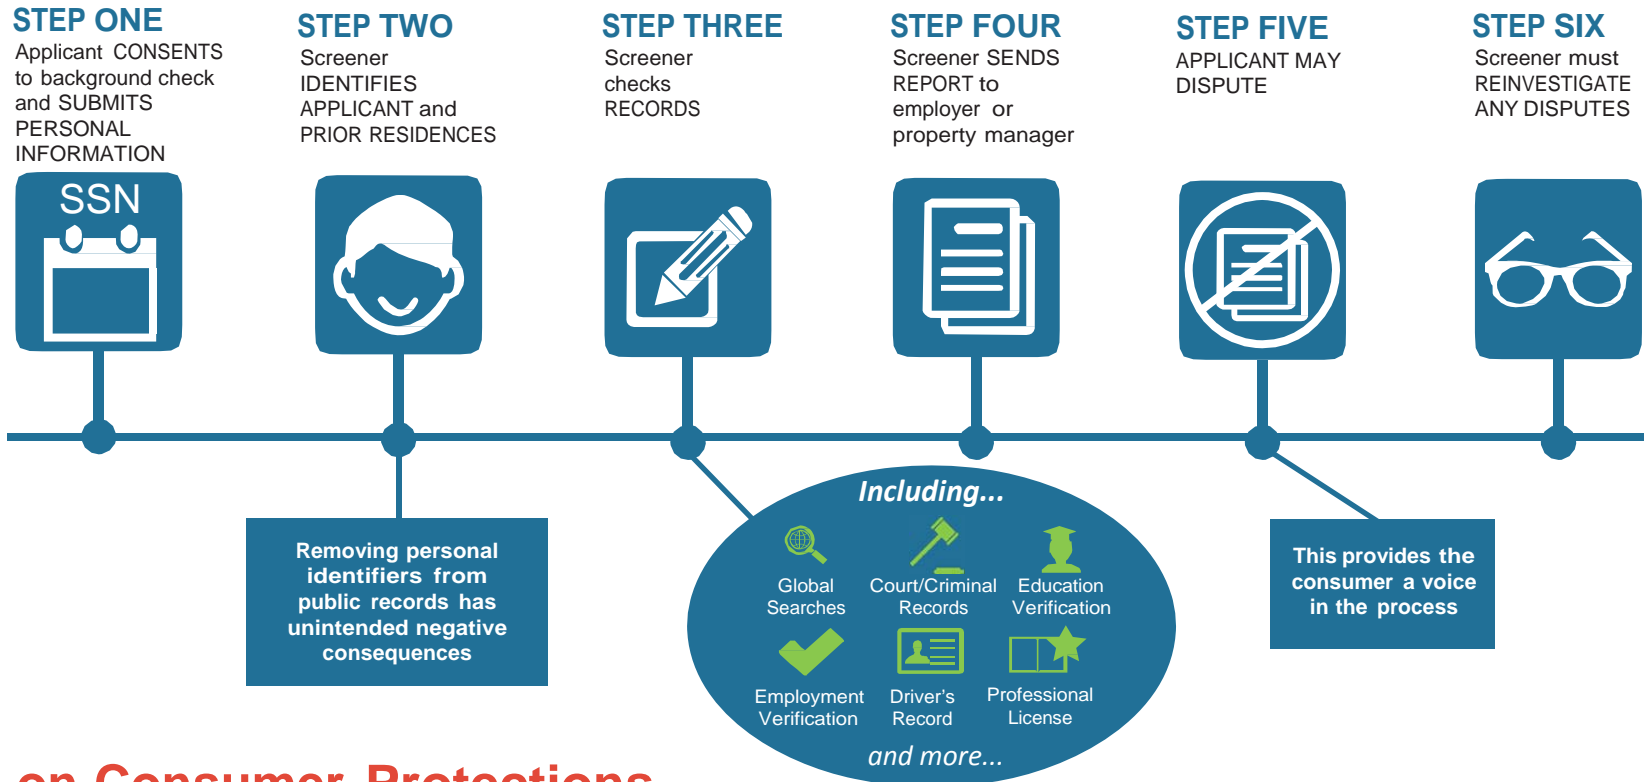 STEP ONE
Applicant CONSENTS
to background check
and SUBMITS
PERSONAL
INFORMATION
SSN
STEP TWO
Screener
IDENTIFIES
APPLICANT and
PRIOR RESIDENCES
STEP THREE
Screener
checks
RECORDS
STEP FOUR
Screener SENDS
REPORT to
employer or
property manager
STEP FIVE
APPLICANT MAY
DISPUTE
STEP SIX
Screener must
REINVESTIGATE
ANY DISPUTES
Removing personal
identifiers from
public records has
unintended negative
consequences
Including...
Global
Searches
Court/Criminal
Records
Education
Verification
Employment
Verification
Driver's
Record
Professional
License
and more...
This provides the
consumer a voice
in the process
on Consumer Protections